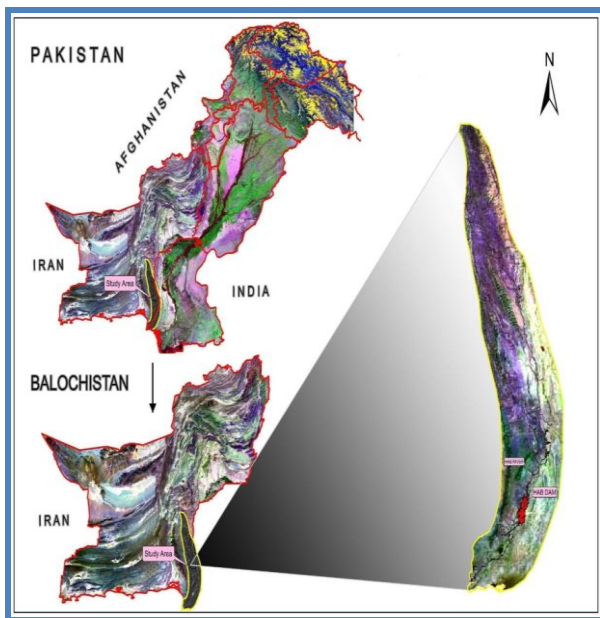 PAKISTAN
AFGHANISTAN
N
IRAN
Study Area
INDIA
BALOCHISTAN
IRAN
Study Area
HAB DAM